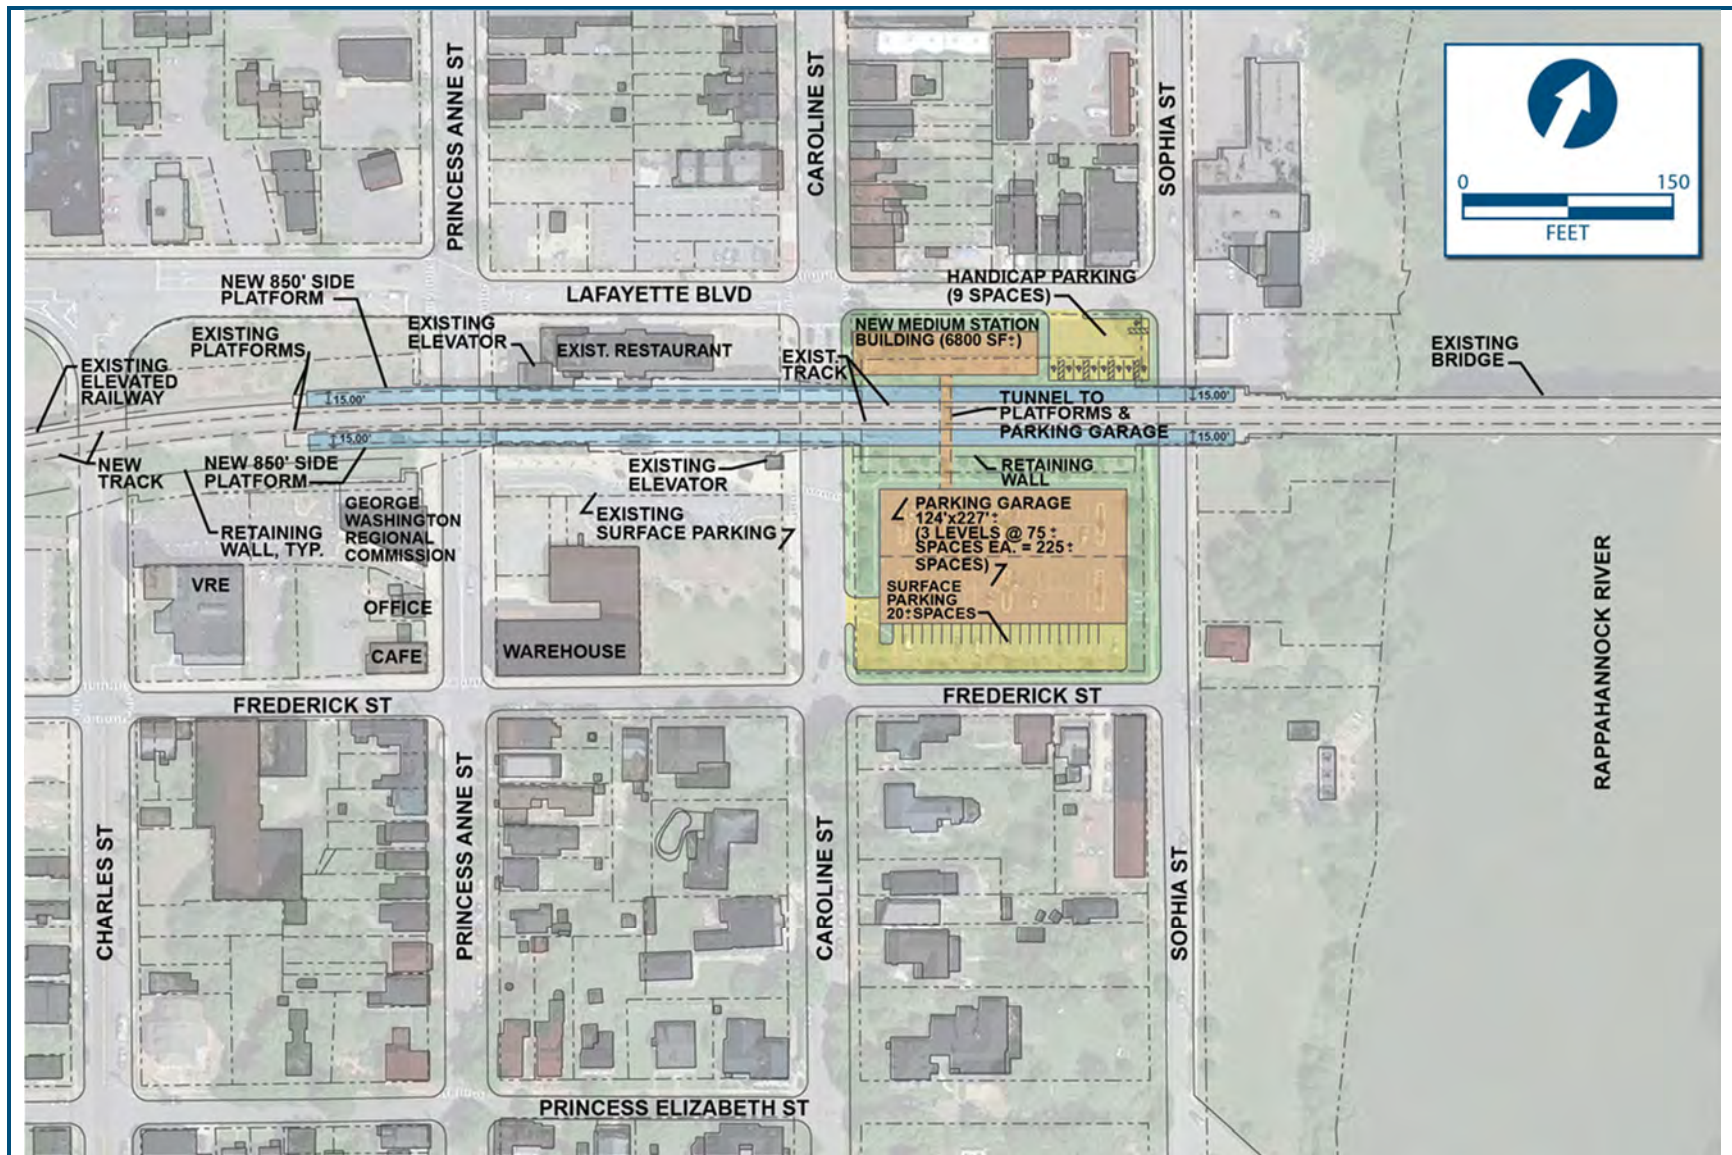 PRINCESS ANNE ST
CAROLINE ST
SOPHIA ST
0 150
FEET
NEW 850' SIDE
PLATFORM
LAFAYETTE BLVD
HANDICAP PARKING
(9 SPACES)
EXISTING
PLATFORMS
EXISTING
ELEVATOR
EXIST. RESTAURANT
NEW MEDIUM STATION
BUILDING (6800 SF±)
EXIST.
TRACK
EXISTING
BRIDGE
EXISTING
ELEVATED
RAILWAY
15.00'
15.00'
TUNNEL TO
PLATFORMS &
PARKING GARAGE
15.00'
15.00'
NEW
TRACK
NEW 850' SIDE
PLATFORM
EXISTING
ELEVATOR
RETAINING
WALL
RETAINING
WALL, TYP.
GEORGE
WASHINGTON
REGIONAL
COMMISSION
EXISTING
SURFACE PARKING
PARKING GARAGE
124'x227'±
(3 LEVELS @ 75 ±
SPACES EA. = 225±
SPACES)
SURFACE
PARKING
20±SPACES
VRE
OFFICE
CAFE
WAREHOUSE
FREDERICK ST
FREDERICK ST
RAPPAHANNOCK RIVER
CHARLES ST
PRINCESS ANNE ST
CAROLINE ST
SOPHIA ST
PRINCESS ELIZABETH ST